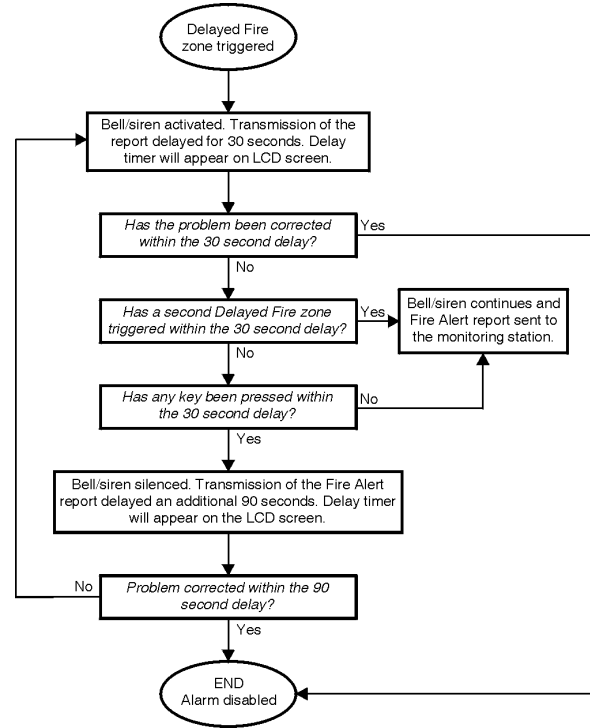 Delayed Fire
zone triggered
Bell/siren activated. Transmission of the
report delayed for 30 seconds. Delay
timer will appear on LCD screen.
Has the problem been corrected
within the 30 second delay?
Yes
No
Has a second Delayed Fire zone
triggered within the 30 second delay?
Yes
Bell/siren continues and
Fire Alert report sent to
the monitoring station.
No
Has any key been pressed within
the 30 second delay?
No
Yes
Bell/siren silenced. Transmission of the Fire Alert
report delayed an additional 90 seconds. Delay timer
will appear on the LCD screen.
No
Problem corrected within the 90
second delay?
Yes
END
Alarm disabled